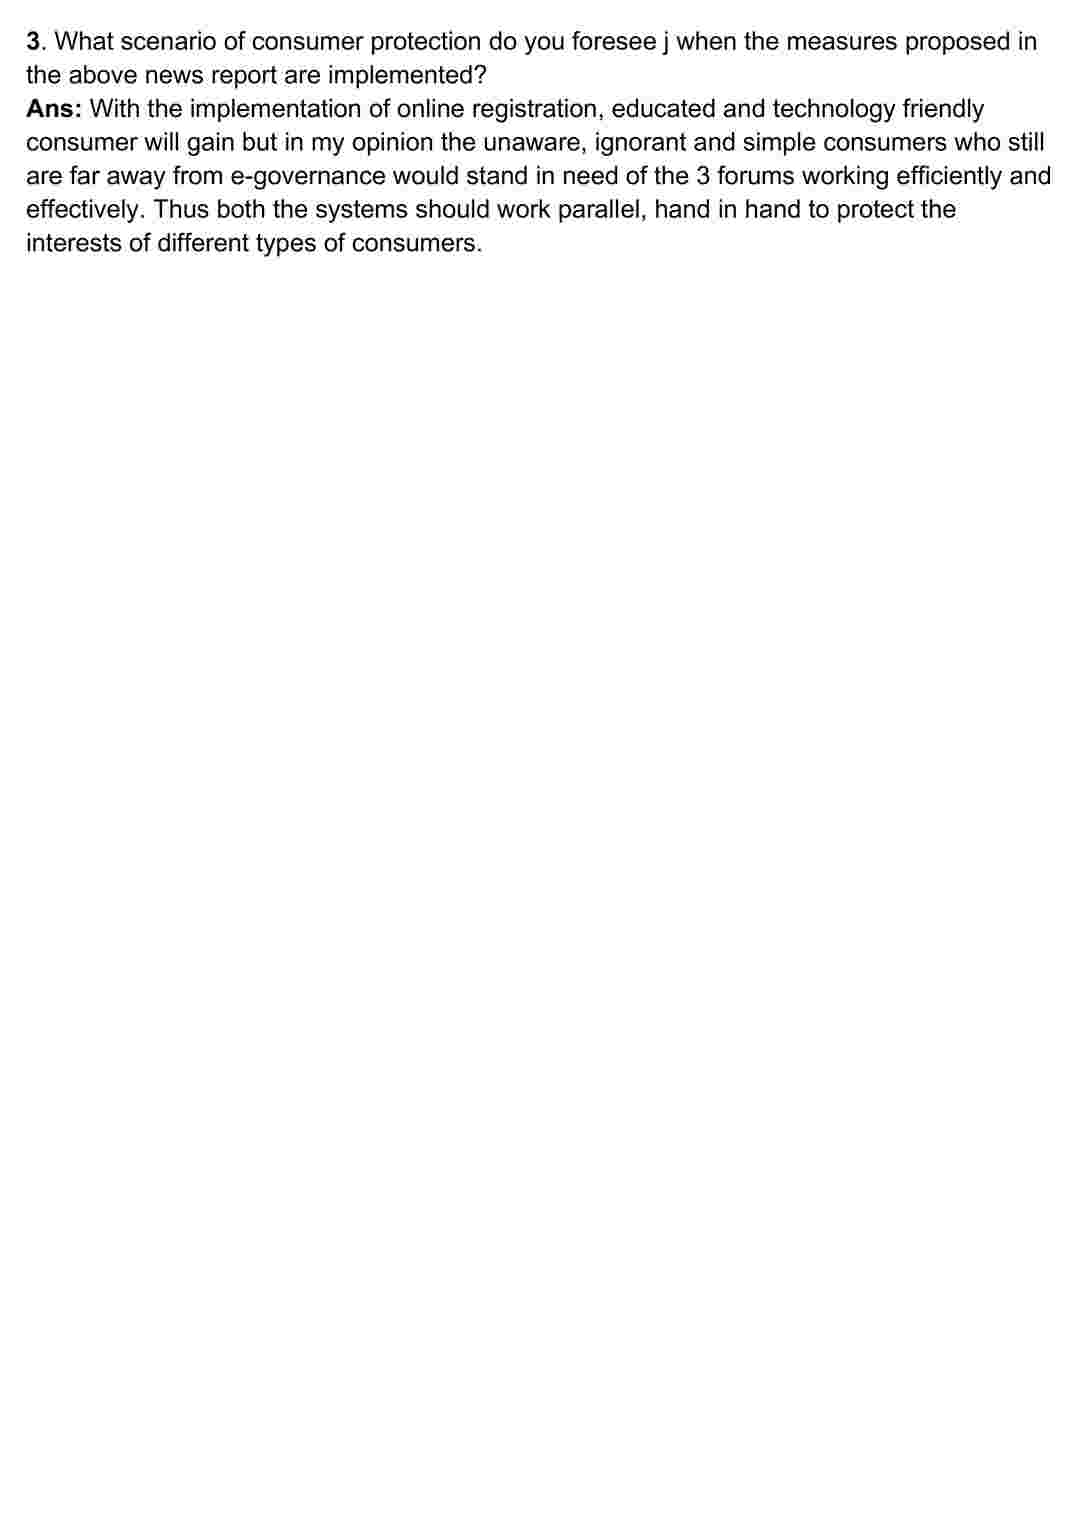 3. What scenario of consumer protection do you foresee j when the measures proposed in
the above news report are implemented?
Ans: With the implementation of online registration, educated and technology friendly
consumer will gain but in my opinion the unaware, ignorant and simple consumers who still
are far away from e-governance would stand in need of the 3 forums working efficiently and
effectively. Thus both the systems should work parallel, hand in hand to protect the
interests of different types of consumers.